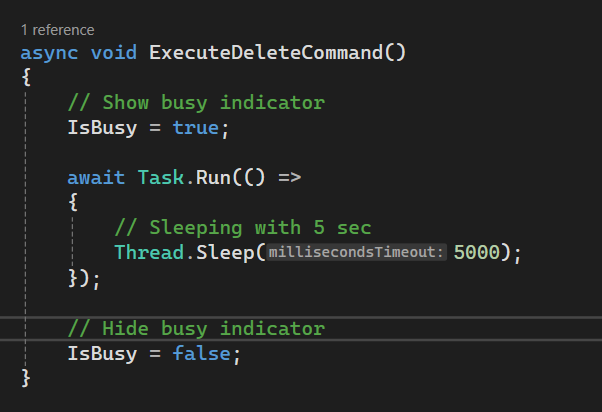 1 reference
async void ExecuteDeleteCommand()
{
// Show busy indicator
IsBusy = true;
await Task.Run(() =>
{
// Sleeping with 5 sec
Thread.Sleep(millisecondsTimeout: 5000);
});
// Hide busy indicator
IsBusy = false;
}